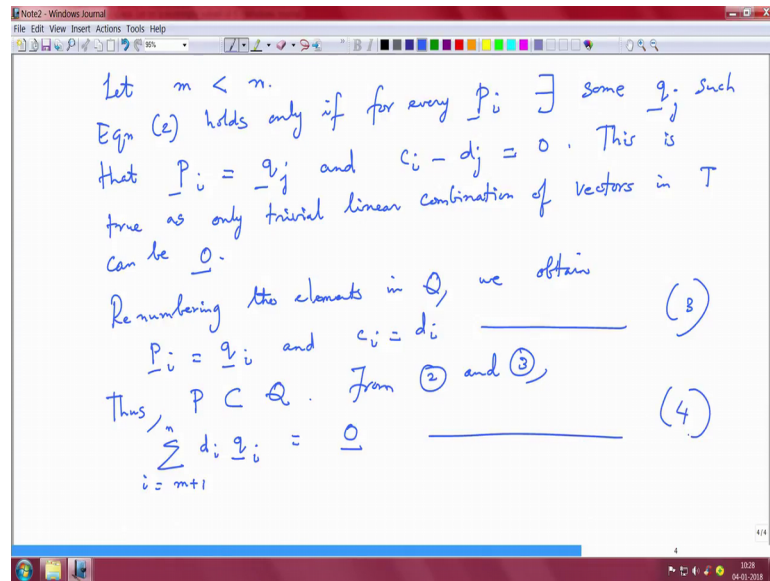 Note2 - Windows Journal
File Edit View Insert Actions Tools Help
95%
Let m < n.
Eqn (2) holds only if for every p_i ∃ some q_j such
that p_i = q_j and c_i - d_j = 0. This is
true as only trivial linear combination of vectors in T
can be 0.
Renumbering the elements in Q, we obtain
p_i = q_i and c_i = d_i ——— (3)
Thus, P ⊂ Q. From ② and ③,
n
∑ d_i q_i = 0 ——— (4)
i = m+1
4/4
4
10:28
04-01-2018